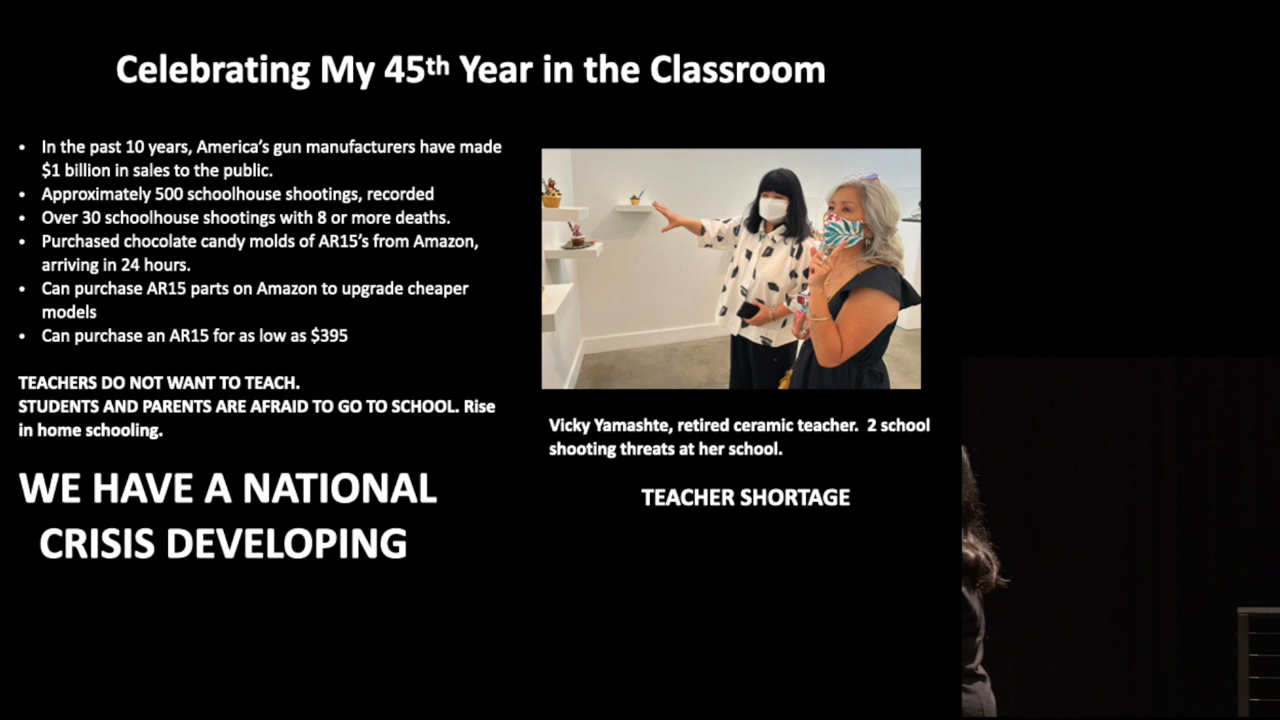 Celebrating My 45th Year in the Classroom
• In the past 10 years, America's gun manufacturers have made
$1 billion in sales to the public.
• Approximately 500 schoolhouse shootings, recorded
• Over 30 schoolhouse shootings with 8 or more deaths.
• Purchased chocolate candy molds of AR15's from Amazon,
arriving in 24 hours.
• Can purchase AR15 parts on Amazon to upgrade cheaper
models
• Can purchase an AR15 for as low as $395
TEACHERS DO NOT WANT TO TEACH.
STUDENTS AND PARENTS ARE AFRAID TO GO TO SCHOOL. Rise
in home schooling.
WE HAVE A NATIONAL
CRISIS DEVELOPING
Vicky Yamashte, retired ceramic teacher.  2 school
shooting threats at her school.
TEACHER SHORTAGE